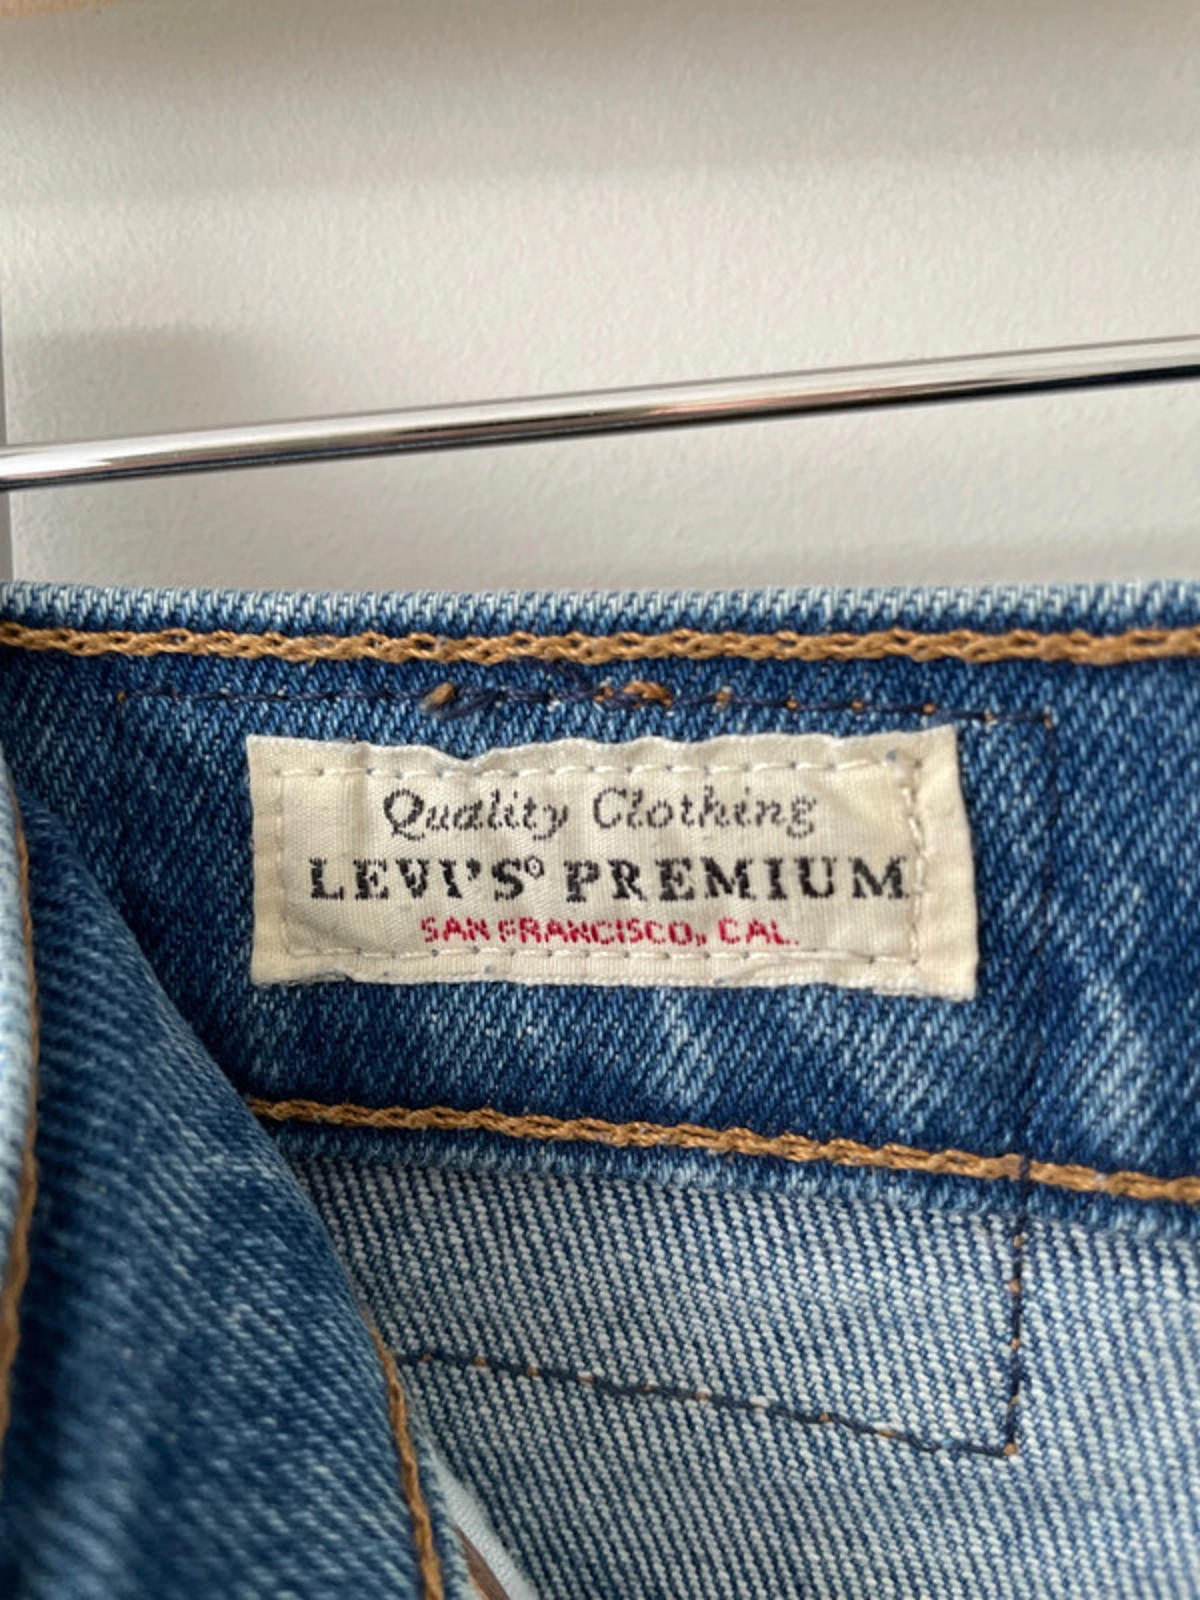 Quality Clothing
LEVI'S® PREMIUM
SAN FRANCISCO, CAL.